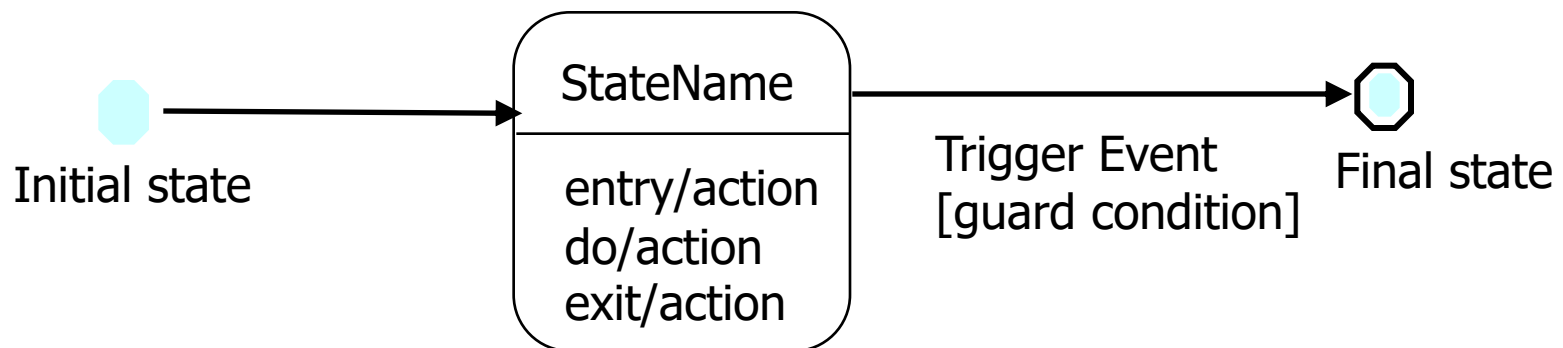 Initial state
StateName
entry/action
do/action
exit/action
Trigger Event
[guard condition]
Final state